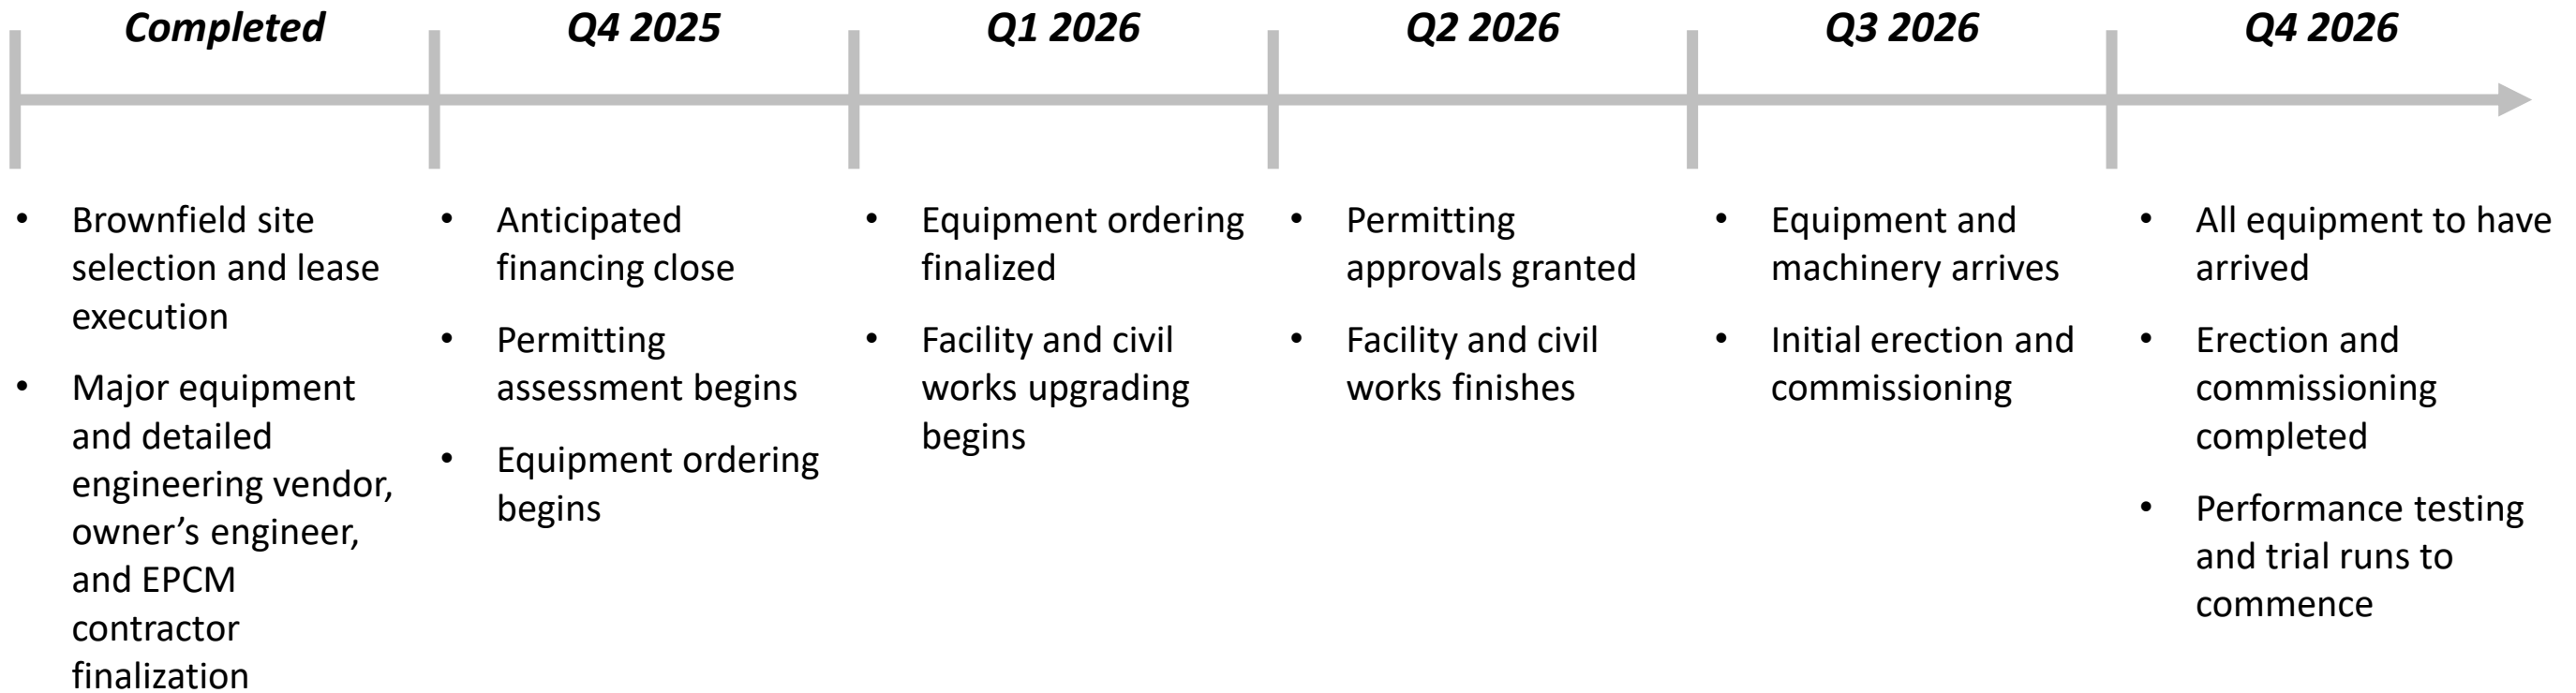 Completed
Q4 2025
Q1 2026
Q2 2026
Q3 2026
Q4 2026
• Brownfield site
selection and lease
execution
• Major equipment
and detailed
engineering vendor,
owner’s engineer,
and EPCM
contractor
finalization
• Anticipated
financing close
• Permitting
assessment begins
• Equipment ordering
begins
• Equipment ordering
finalized
• Facility and civil
works upgrading
begins
• Permitting
approvals granted
• Facility and civil
works finishes
• Equipment and
machinery arrives
• Initial erection and
commissioning
• All equipment to have
arrived
• Erection and
commissioning
completed
• Performance testing
and trial runs to
commence